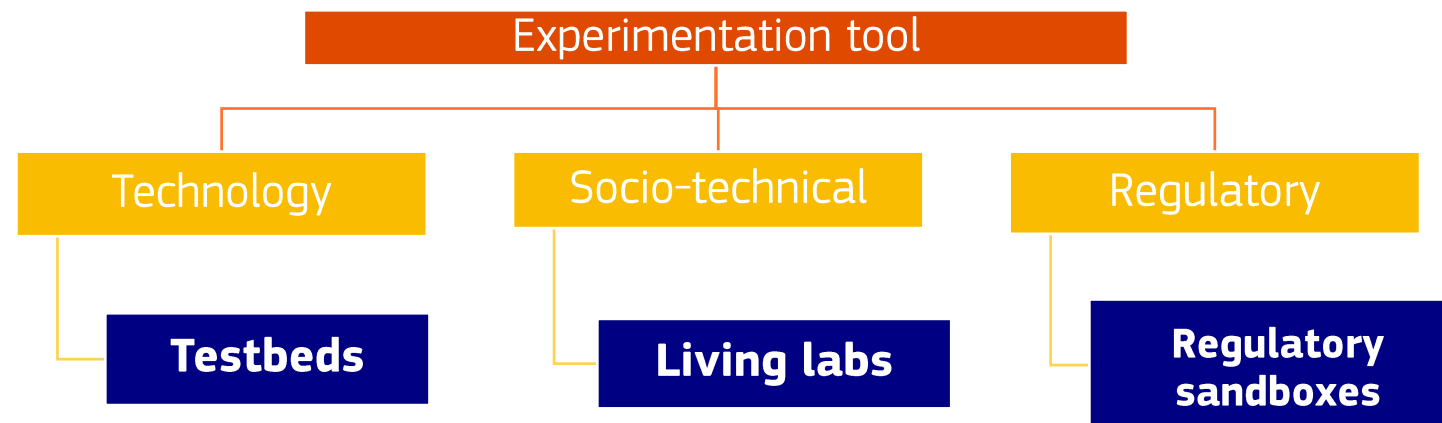 Experimentation tool
Technology
Socio-technical
Regulatory
Testbeds
Living labs
Regulatory
sandboxes